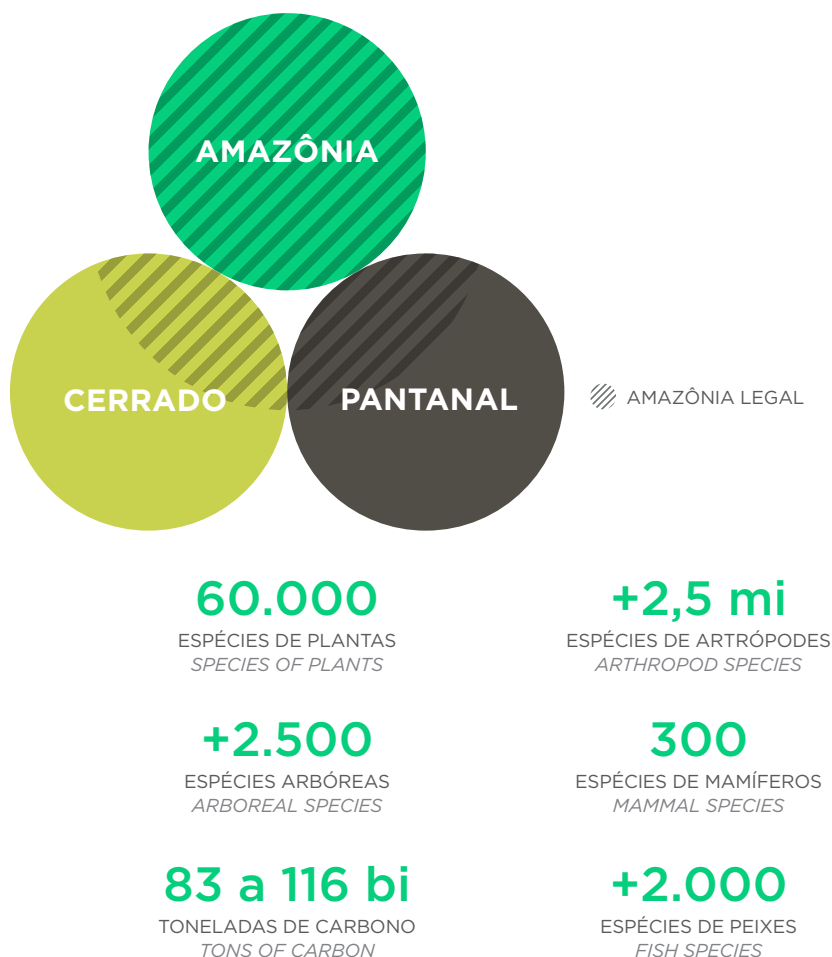 AMAZÔNIA
CERRADO
PANTANAL
AMAZÔNIA LEGAL
60.000
ESPÉCIES DE PLANTAS
SPECIES OF PLANTS
+2,5 mi
ESPÉCIES DE ARTRÓPODES
ARTHROPOD SPECIES
+2.500
ESPÉCIES ARBÓREAS
ARBOREAL SPECIES
300
ESPÉCIES DE MAMÍFEROS
MAMMAL SPECIES
83 a 116 bi
TONELADAS DE CARBONO
TONS OF CARBON
+2.000
ESPÉCIES DE PEIXES
FISH SPECIES